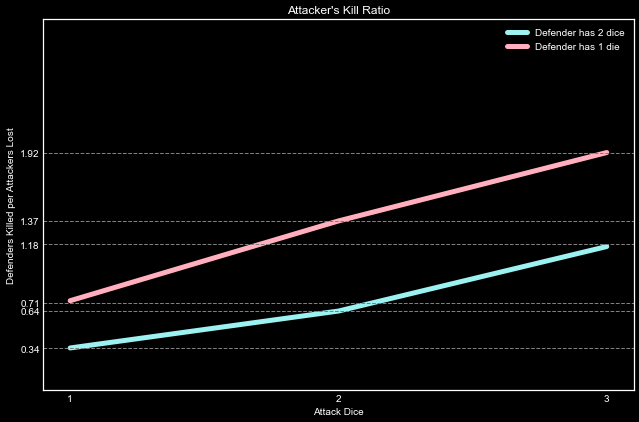 Attacker's Kill Ratio
Defender has 2 dice
Defender has 1 die
Defenders Killed per Attackers Lost
1.92
1.37
1.18
0.71
0.64
0.34
1 2 3
Attack Dice